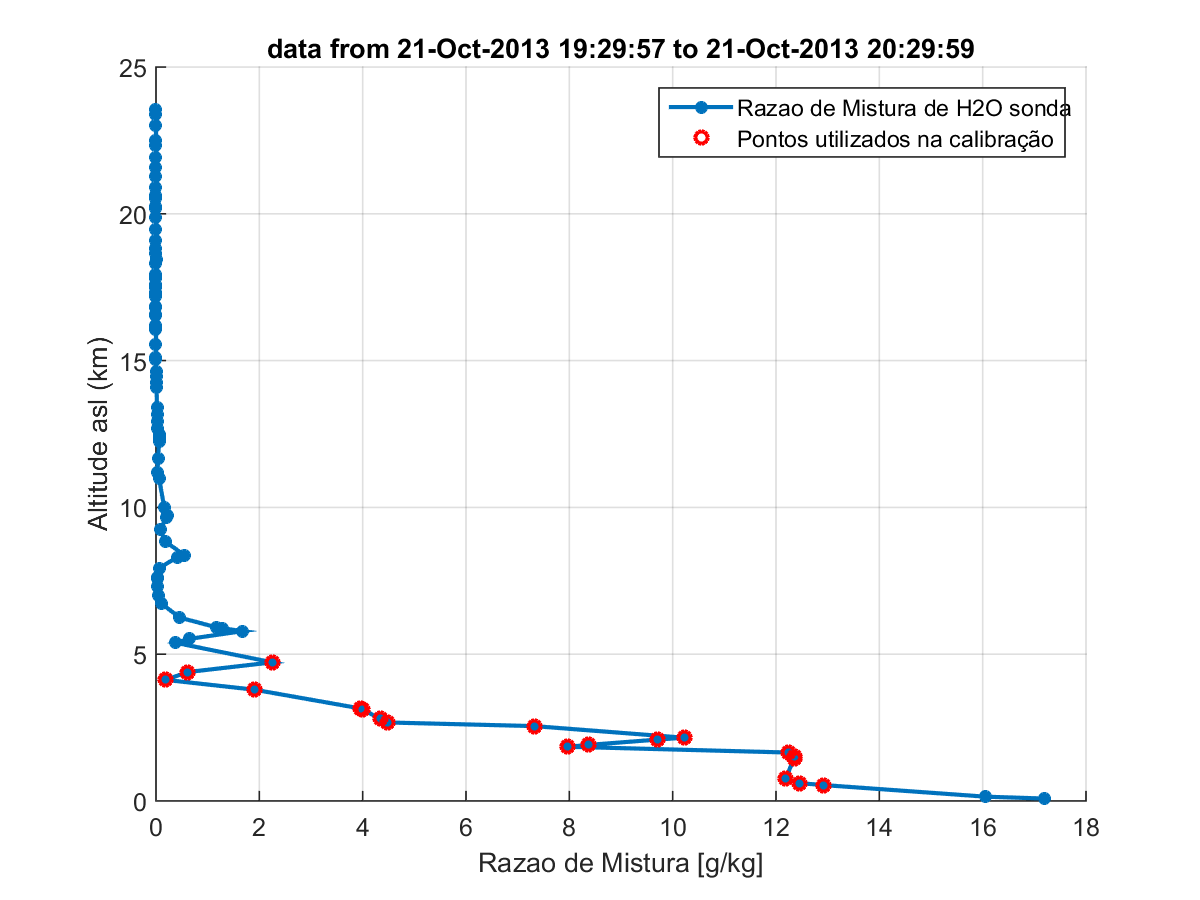 data from 21-Oct-2013 19:29:57 to 21-Oct-2013 20:29:59
Razao de Mistura de H2O sonda
Pontos utilizados na calibração
25
20
15
10
5
0
Altitude asl (km)
0 2 4 6 8 10 12 14 16 18
Razao de Mistura [g/kg]